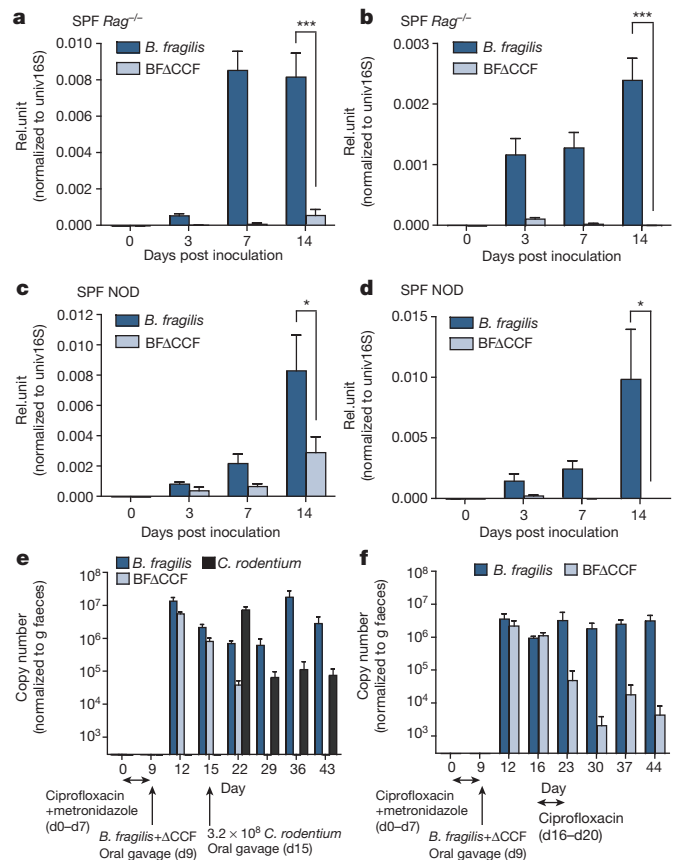 a SPF Rag–/–
***
B. fragilis
BFΔCCF
Rel.unit
(normalized to univ16S)
0.010
0.008
0.006
0.004
0.002
0.000
0 3 7 14
Days post inoculation
b SPF Rag–/–
***
B. fragilis
BFΔCCF
Rel.unit
(normalized to univ16S)
0.003
0.002
0.001
0.000
0 3 7 14
Days post inoculation
c SPF NOD
*
B. fragilis
BFΔCCF
Rel.unit
(normalized to univ16S)
0.012
0.010
0.008
0.006
0.004
0.002
0.000
0 3 7 14
Days post inoculation
d SPF NOD
*
B. fragilis
BFΔCCF
Rel.unit
(normalized to univ16S)
0.015
0.010
0.005
0.000
0 3 7 14
Days post inoculation
e B. fragilis C. rodentium
BFΔCCF
Copy number
(normalized to g faeces)
10⁸
10⁷
10⁶
10⁵
10⁴
10³
0 9 12 15 22 29 36 43
Day
Ciprofloxacin
+metronidazole
(d0–d7)
B. fragilis+ΔCCF
Oral gavage (d9)
3.2 × 10⁸ C. rodentium
Oral gavage (d15)
f B. fragilis BFΔCCF
Copy number
(normalized to g faeces)
10⁸
10⁷
10⁶
10⁵
10⁴
10³
0 9 12 16 23 30 37 44
Day
Ciprofloxacin
+metronidazole
(d0–d7)
B. fragilis+ΔCCF
Oral gavage (d9)
Ciprofloxacin
(d16–d20)